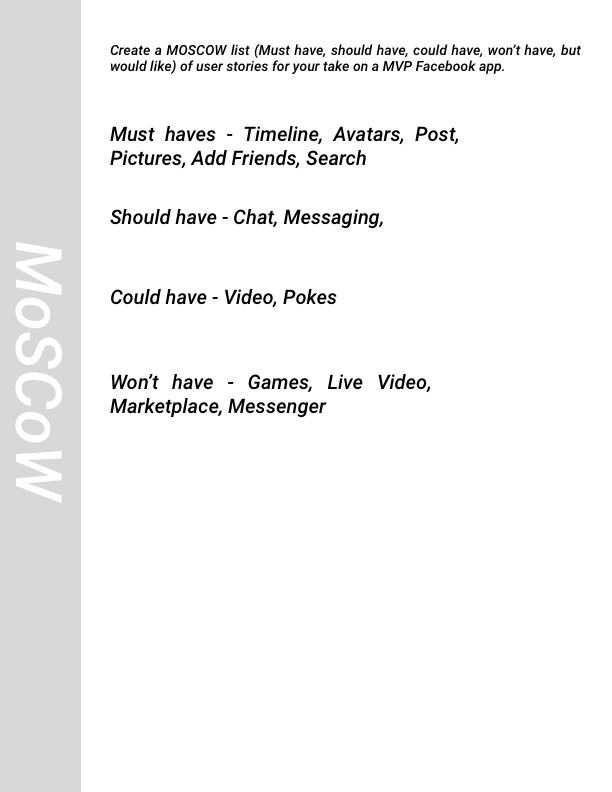 Create a MOSCOW list (Must have, should have, could have, won't have, but
would like) of user stories for your take on a MVP Facebook app.
Must haves - Timeline, Avatars, Post,
Pictures, Add Friends, Search
Should have - Chat, Messaging,
Could have - Video, Pokes
Won't have - Games, Live Video,
Marketplace, Messenger
MoSCoW